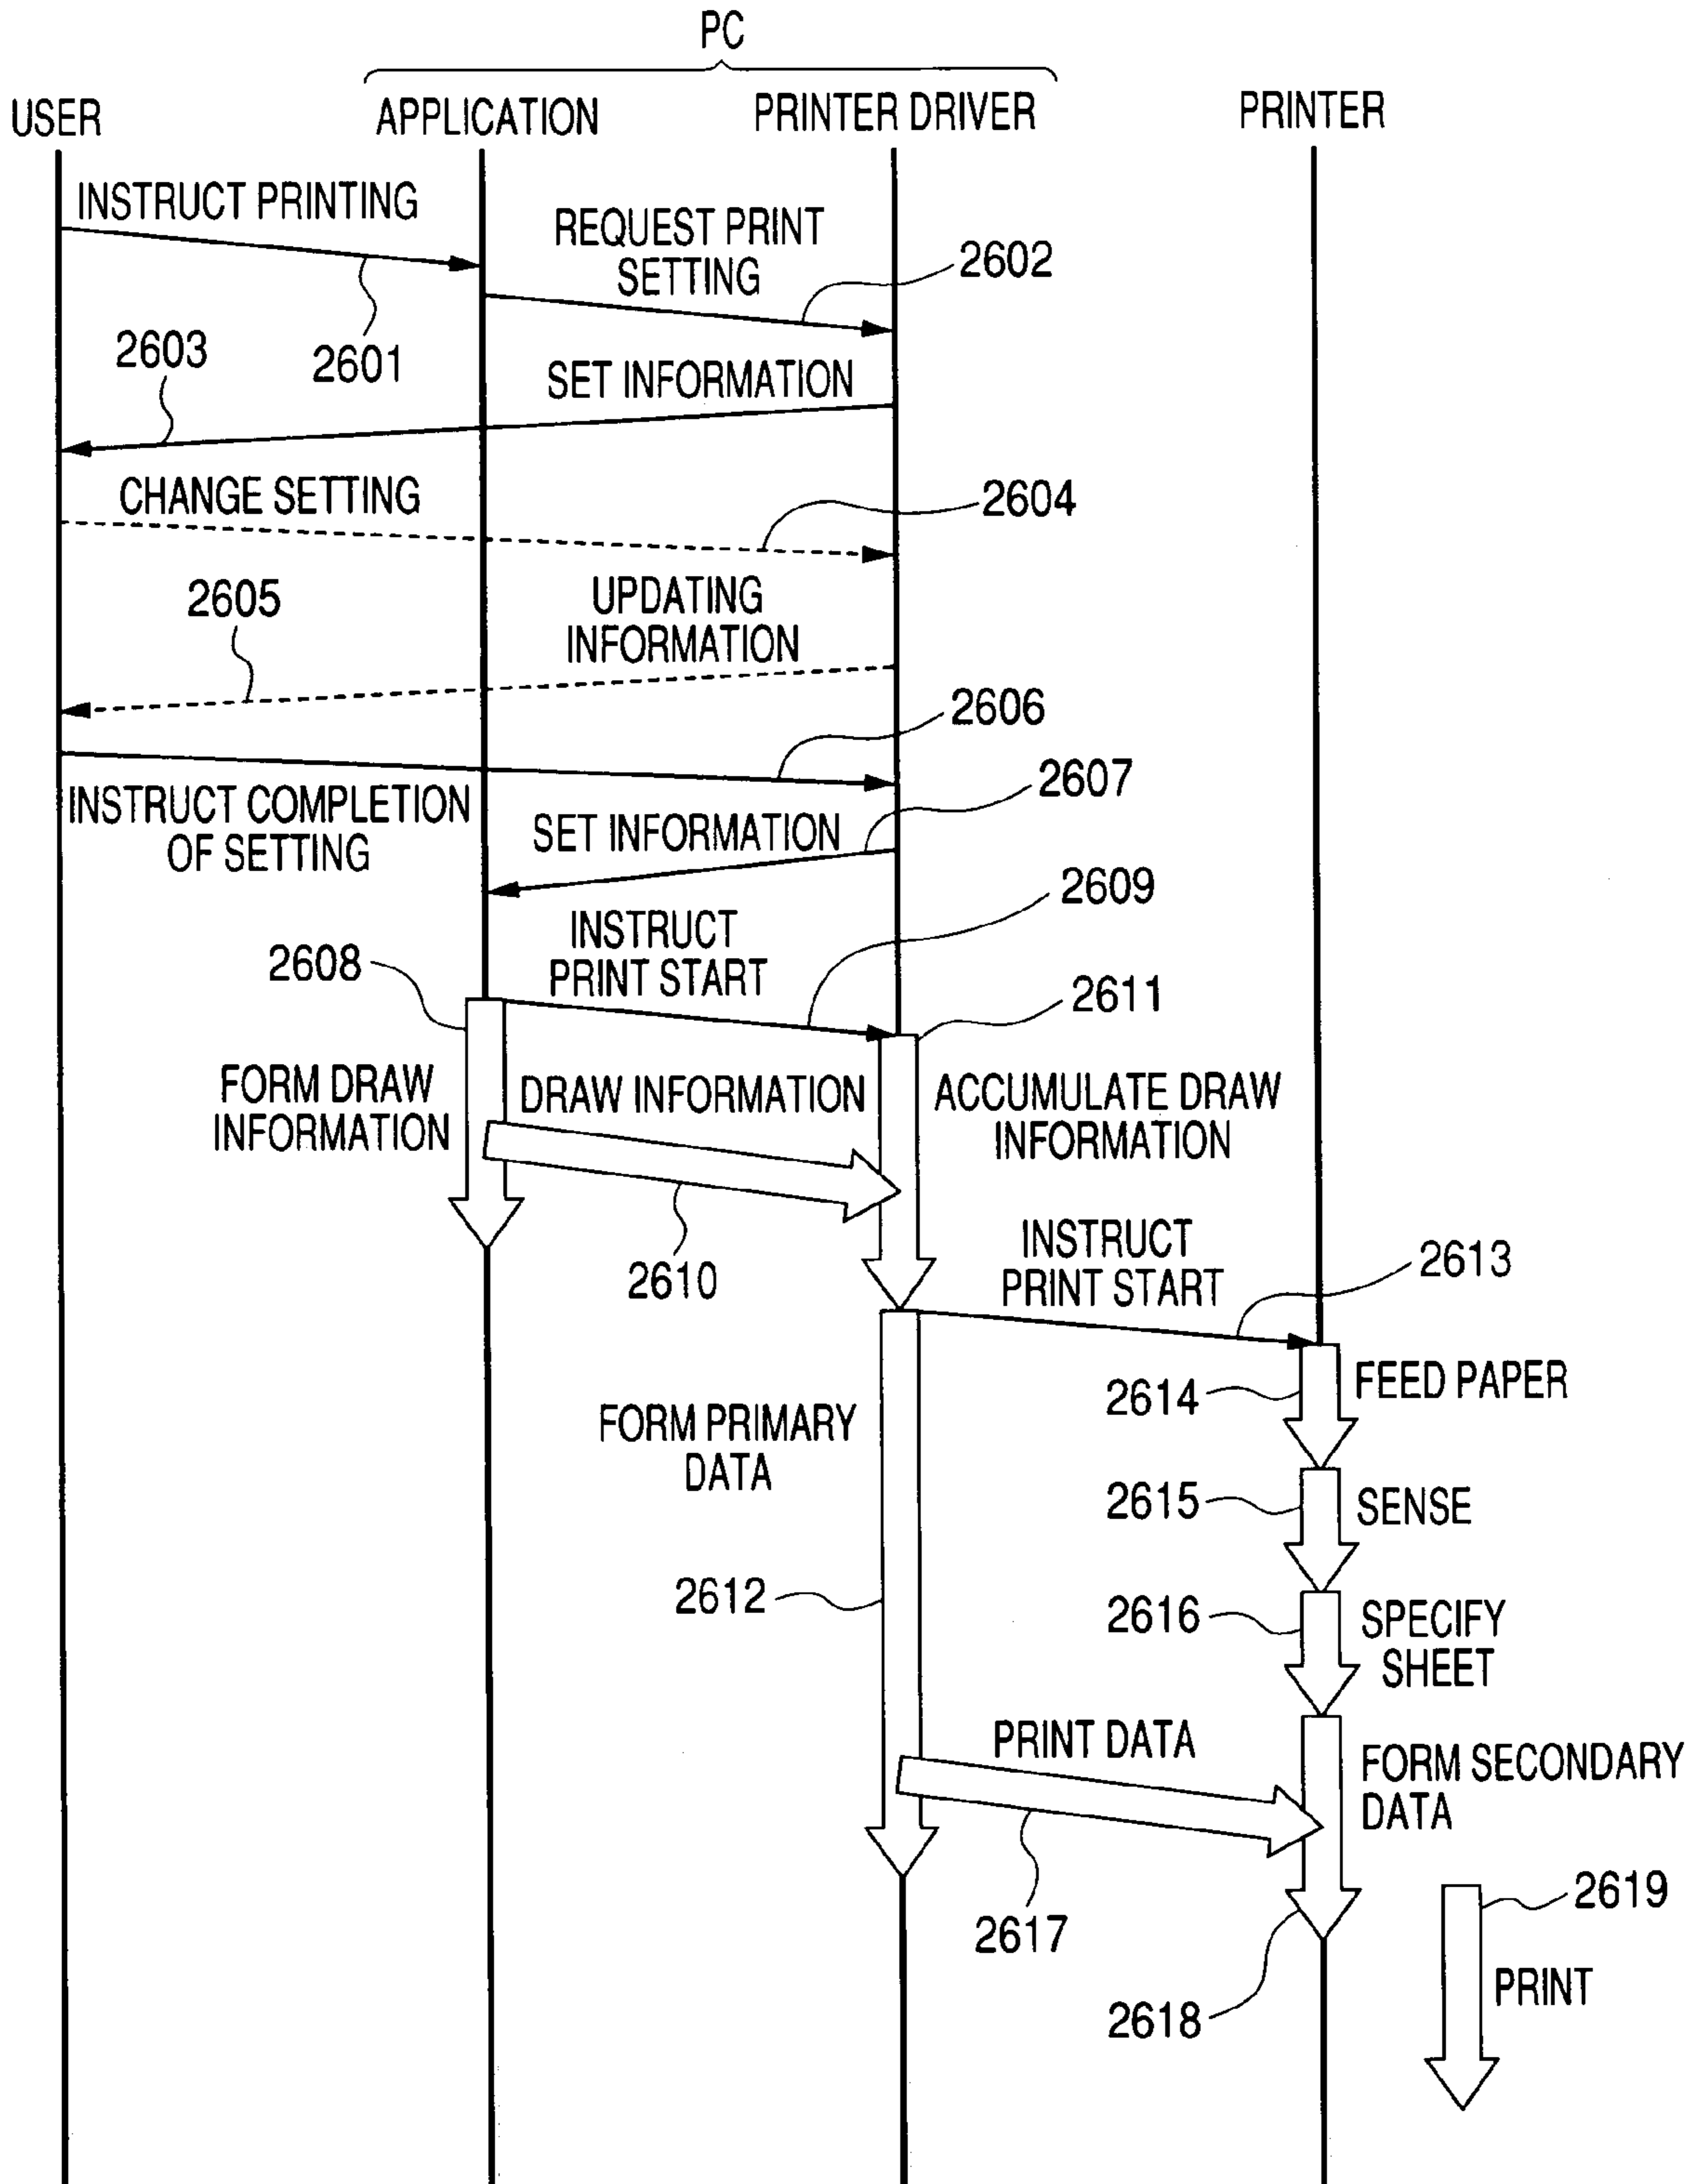 PC
USER
APPLICATION
PRINTER DRIVER
PRINTER
INSTRUCT PRINTING
REQUEST PRINT
SETTING
2602
2601
2603
SET INFORMATION
CHANGE SETTING
2604
2605
UPDATING
INFORMATION
2606
2607
INSTRUCT COMPLETION
OF SETTING
SET INFORMATION
2609
INSTRUCT
PRINT START
2608
2611
FORM DRAW
INFORMATION
DRAW INFORMATION
ACCUMULATE DRAW
INFORMATION
2610
INSTRUCT
PRINT START
2613
2614
FEED PAPER
FORM PRIMARY
DATA
2615
SENSE
2612
2616
SPECIFY
SHEET
PRINT DATA
FORM SECONDARY
DATA
2617
2619
2618
PRINT